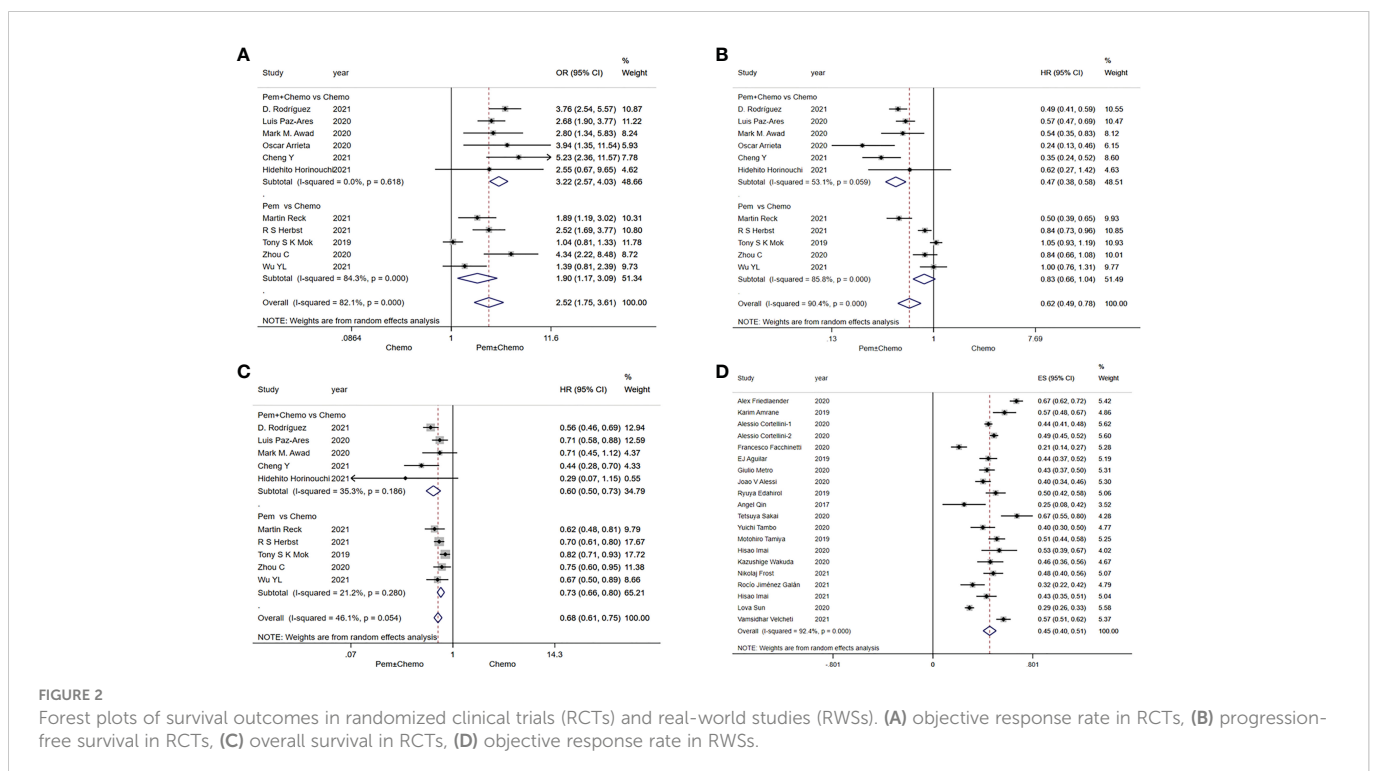 A
%
Study year OR (95% CI) Weight
Pem+Chemo vs Chemo
D. Rodríguez 2021 3.76 (2.54, 5.57) 10.87
Luis Paz-Ares 2020 2.68 (1.90, 3.77) 11.22
Mark M. Awad 2020 2.80 (1.34, 5.83) 8.24
Oscar Arrieta 2020 3.94 (1.35, 11.54) 5.93
Cheng Y 2021 5.23 (2.36, 11.57) 7.78
Hidehito Horinouchi 2021 2.55 (0.67, 9.65) 4.62
Subtotal (I-squared = 0.0%, p = 0.618) 3.22 (2.57, 4.03) 48.66
.
Pem vs Chemo
Martin Reck 2021 1.89 (1.19, 3.02) 10.31
R S Herbst 2021 2.52 (1.69, 3.77) 10.80
Tony S K Mok 2019 1.04 (0.81, 1.33) 11.78
Zhou C 2020 4.34 (2.22, 8.48) 8.72
Wu YL 2021 1.39 (0.81, 2.39) 9.73
Subtotal (I-squared = 84.3%, p = 0.000) 1.90 (1.17, 3.09) 51.34
.
Overall (I-squared = 82.1%, p = 0.000) 2.52 (1.75, 3.61) 100.00
NOTE: Weights are from random effects analysis
.0864 1 11.6
Chemo Pem±Chemo
B
%
Study year HR (95% CI) Weight
Pem+Chemo vs Chemo
D. Rodríguez 2021 0.49 (0.41, 0.59) 10.55
Luis Paz-Ares 2020 0.57 (0.47, 0.69) 10.47
Mark M. Awad 2020 0.54 (0.35, 0.83) 8.12
Oscar Arrieta 2020 0.24 (0.13, 0.46) 6.15
Cheng Y 2021 0.35 (0.24, 0.52) 8.60
Hidehito Horinouchi 2021 0.62 (0.27, 1.42) 4.63
Subtotal (I-squared = 53.1%, p = 0.059) 0.47 (0.38, 0.58) 48.51
.
Pem vs Chemo
Martin Reck 2021 0.50 (0.39, 0.65) 9.93
R S Herbst 2021 0.84 (0.73, 0.96) 10.85
Tony S K Mok 2019 1.05 (0.93, 1.19) 10.93
Zhou C 2020 0.84 (0.66, 1.08) 10.01
Wu YL 2021 1.00 (0.76, 1.31) 9.77
Subtotal (I-squared = 85.8%, p = 0.000) 0.83 (0.66, 1.04) 51.49
.
Overall (I-squared = 90.4%, p = 0.000) 0.62 (0.49, 0.78) 100.00
NOTE: Weights are from random effects analysis
.13 1 7.69
Pem±Chemo Chemo
C
%
Study year HR (95% CI) Weight
Pem+Chemo vs Chemo
D. Rodríguez 2021 0.56 (0.46, 0.69) 12.94
Luis Paz-Ares 2020 0.71 (0.58, 0.88) 12.59
Mark M. Awad 2020 0.71 (0.45, 1.12) 4.37
Cheng Y 2021 0.44 (0.28, 0.70) 4.33
Hidehito Horinouchi 2021 0.29 (0.07, 1.15) 0.55
Subtotal (I-squared = 35.3%, p = 0.186) 0.60 (0.50, 0.73) 34.79
.
Pem vs Chemo
Martin Reck 2021 0.62 (0.48, 0.81) 9.79
R S Herbst 2021 0.70 (0.61, 0.80) 17.67
Tony S K Mok 2019 0.82 (0.71, 0.93) 17.72
Zhou C 2020 0.75 (0.60, 0.95) 11.38
Wu YL 2021 0.67 (0.50, 0.89) 8.66
Subtotal (I-squared = 21.2%, p = 0.280) 0.73 (0.66, 0.80) 65.21
.
Overall (I-squared = 46.1%, p = 0.054) 0.68 (0.61, 0.75) 100.00
NOTE: Weights are from random effects analysis
.07 1 14.3
Pem±Chemo Chemo
D
%
Study year ES (95% CI) Weight
Alex Friedlaender 2020 0.67 (0.62, 0.72) 5.42
Karim Amrane 2019 0.57 (0.48, 0.67) 4.86
Alessio Cortellini-1 2020 0.44 (0.41, 0.48) 5.62
Alessio Cortellini-2 2020 0.49 (0.45, 0.52) 5.60
Francesco Facchinetti 2020 0.21 (0.14, 0.27) 5.28
EJ Aguilar 2019 0.44 (0.37, 0.52) 5.19
Giulio Metro 2020 0.43 (0.37, 0.50) 5.31
Joao V Alessi 2020 0.40 (0.34, 0.46) 5.30
Ryuya Edahirol 2019 0.50 (0.42, 0.58) 5.06
Angel Qin 2017 0.25 (0.08, 0.42) 3.52
Tetsuya Sakai 2020 0.67 (0.55, 0.80) 4.28
Yuichi Tambo 2020 0.40 (0.30, 0.50) 4.77
Motohiro Tamiya 2019 0.51 (0.44, 0.58) 5.25
Hisao Imai 2020 0.53 (0.39, 0.67) 4.02
Kazushige Wakuda 2020 0.46 (0.36, 0.56) 4.67
Nikolaj Frost 2021 0.48 (0.40, 0.56) 5.07
Rocío Jiménez Galán 2021 0.32 (0.22, 0.42) 4.79
Hisao Imai 2021 0.43 (0.35, 0.51) 5.04
Lova Sun 2020 0.29 (0.26, 0.33) 5.58
Vamsidhar Velcheti 2021 0.57 (0.51, 0.62) 5.37
Overall (I-squared = 92.4%, p = 0.000) 0.45 (0.40, 0.51) 100.00
NOTE: Weights are from random effects analysis
-.801 0 .801
FIGURE 2
Forest plots of survival outcomes in randomized clinical trials (RCTs) and real-world studies (RWSs). (A) objective response rate in RCTs, (B) progression-
free survival in RCTs, (C) overall survival in RCTs, (D) objective response rate in RWSs.